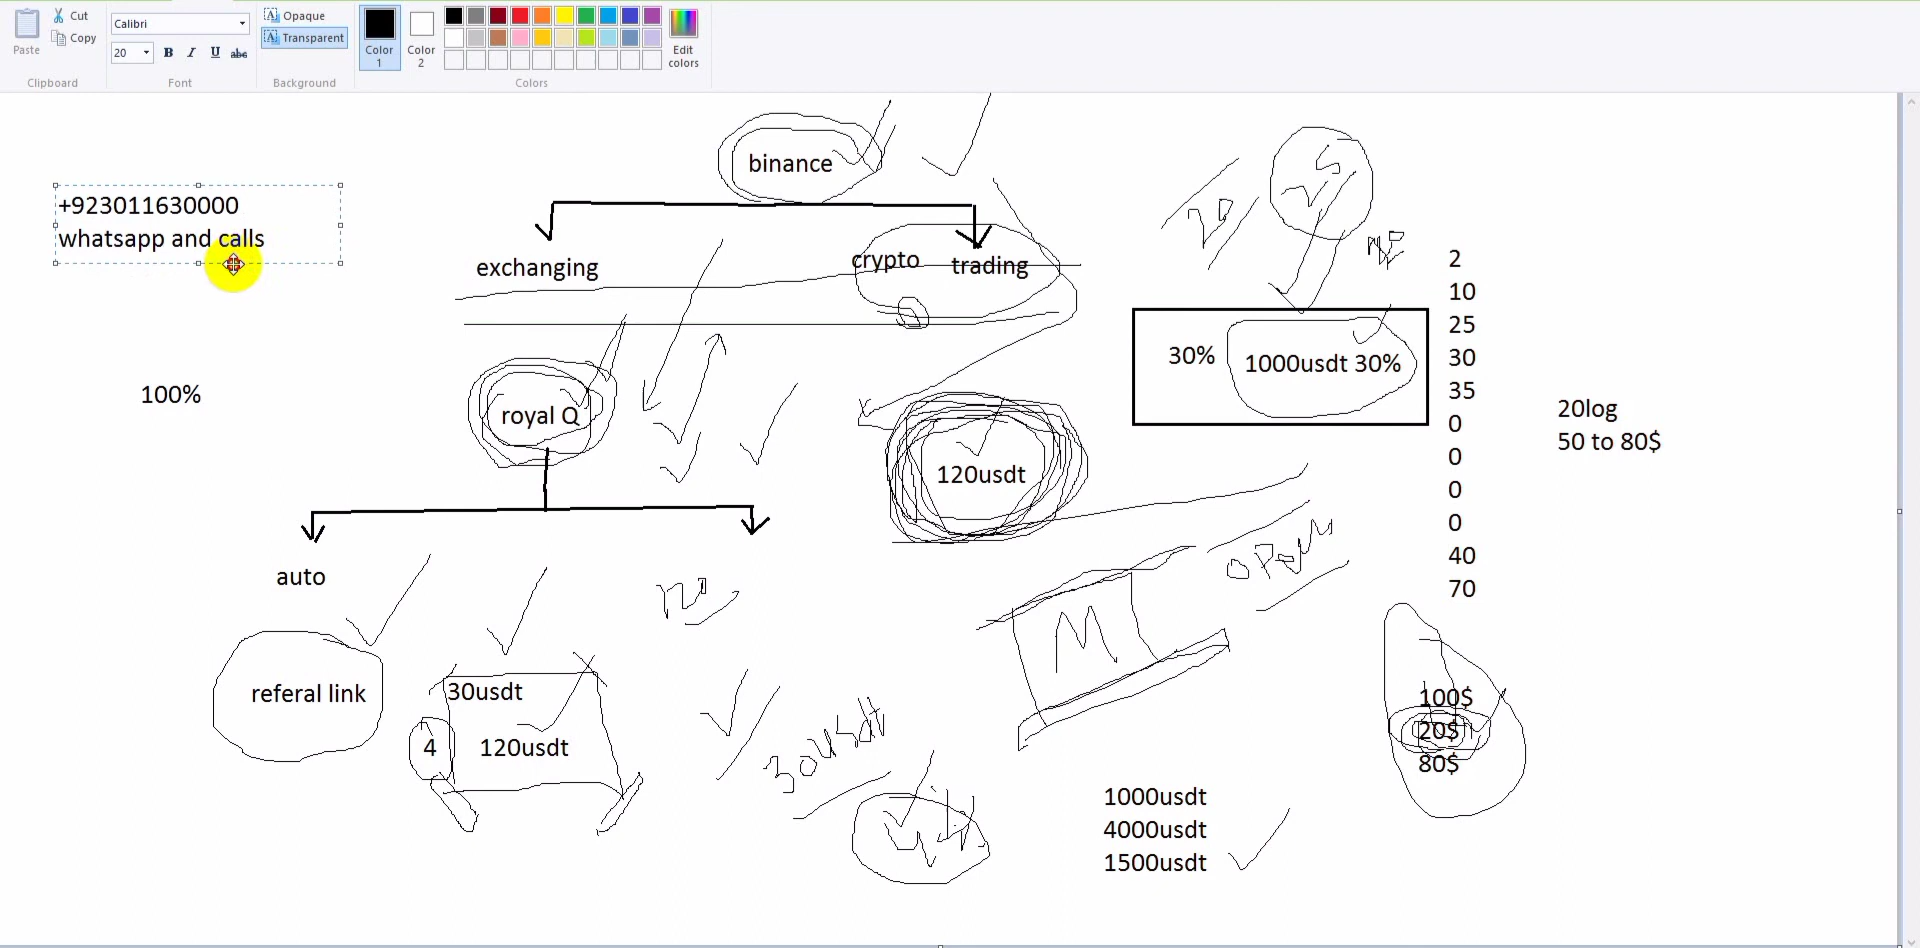 Paste
Cut
Copy
Clipboard
Calibri
20
B I U abc
Font
Opaque
Transparent
Background
Color 1
Color 2
Edit colors
Colors
binance
+923011630000
whatsapp and calls
exchanging
crypto trading
100%
royal Q
120usdt
30%
1000usdt 30%
2
10
25
30
35
0
0
0
0
40
70
20log
50 to 80$
auto
referal link
30usdt
4
120usdt
M
30usdt
1000usdt
4000usdt
1500usdt
100$
20$
80$